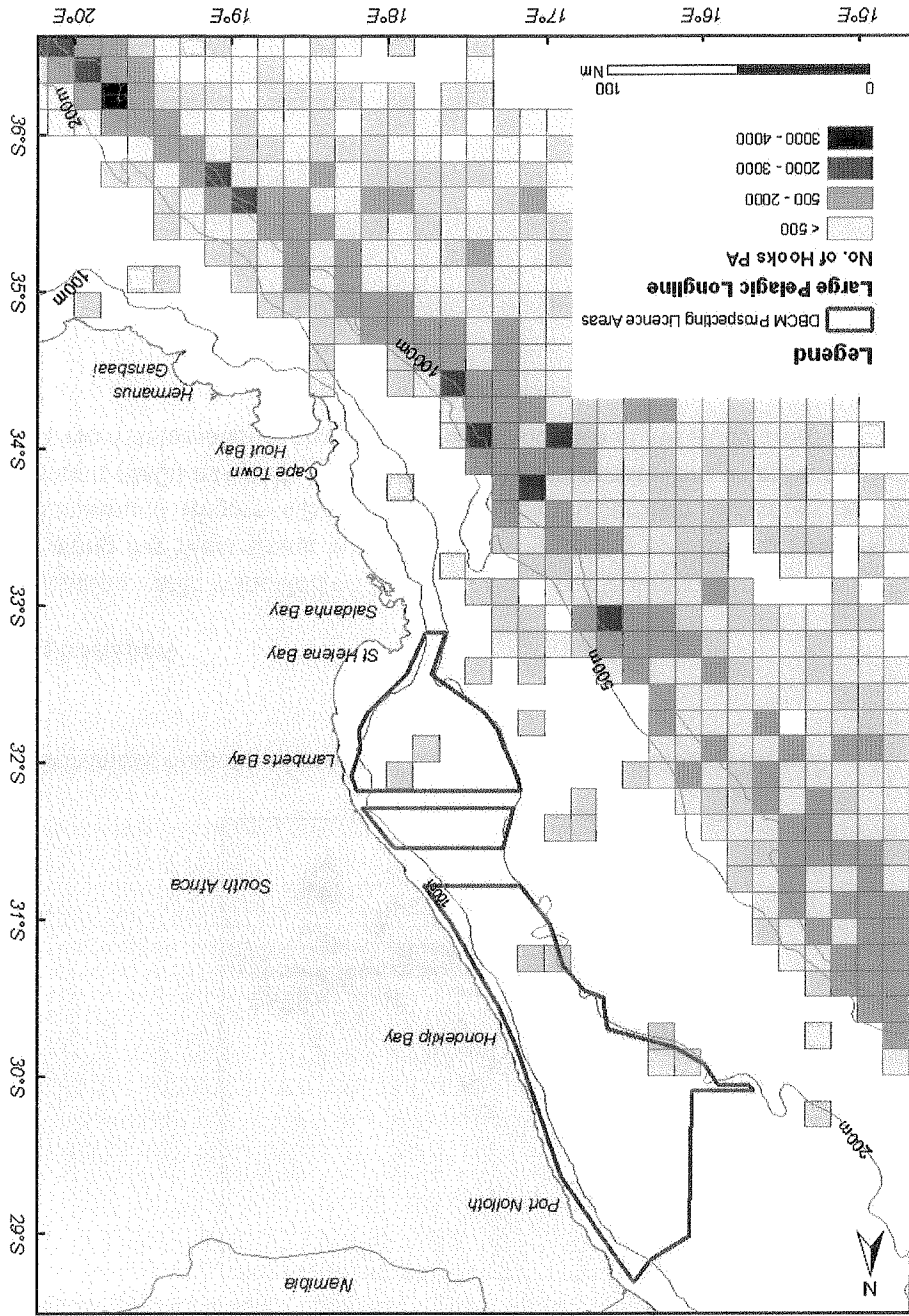 N
Namibia
29°S
Port Nolloth
200m
30°S
Hondeklip Bay
31°S
South Africa
100m
Lamberts Bay
32°S
500m
St Helena Bay
Saldanha Bay
33°S
Cape Town
Hout Bay
34°S
Hermanus
Gansbaai
1000m
100m
35°S
200m
36°S
Legend
DBCM Prospecting Licence Areas
Large Pelagic Longline
No. of Hooks PA
< 500
500 - 2000
2000 - 3000
3000 - 4000
0 100
Nm
15°E 16°E 17°E 18°E 19°E 20°E